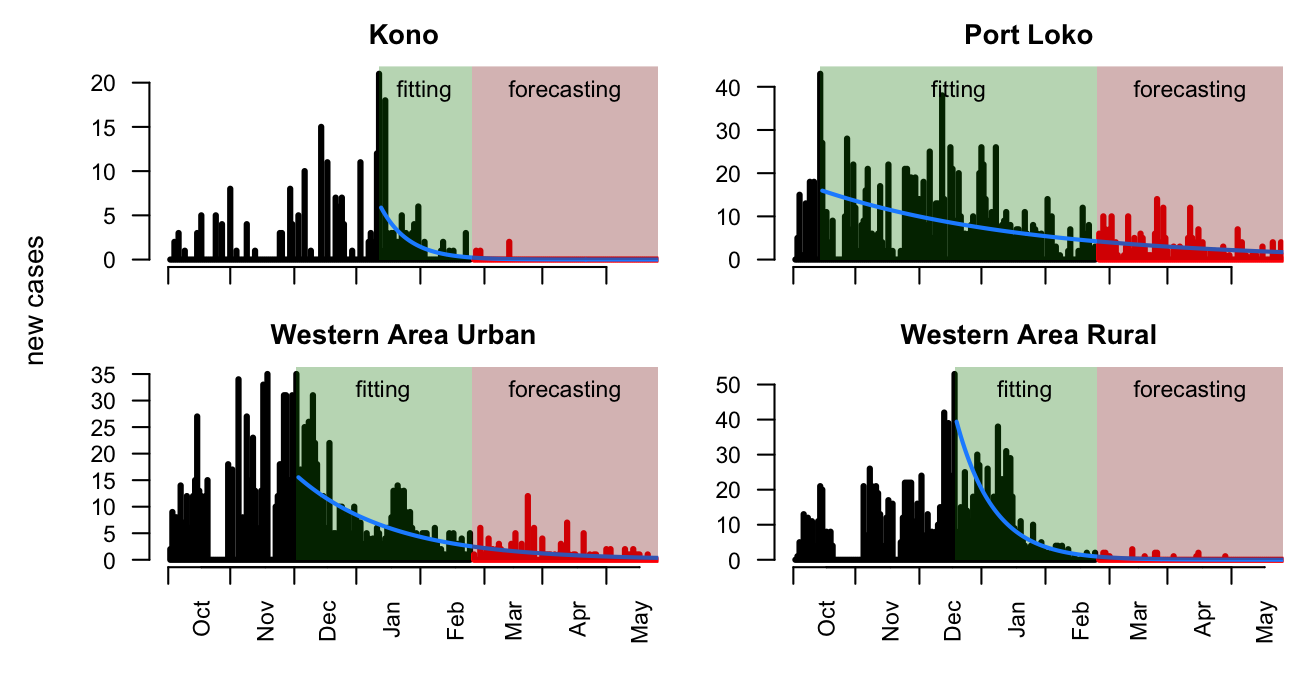 new cases
Kono
20
15
10
5
0
fitting
forecasting
Port Loko
40
30
20
10
0
fitting
forecasting
Western Area Urban
35
30
25
20
15
10
5
0
fitting
forecasting
Oct Nov Dec Jan Feb Mar Apr May
Western Area Rural
50
40
30
20
10
0
fitting
forecasting
Oct Nov Dec Jan Feb Mar Apr May